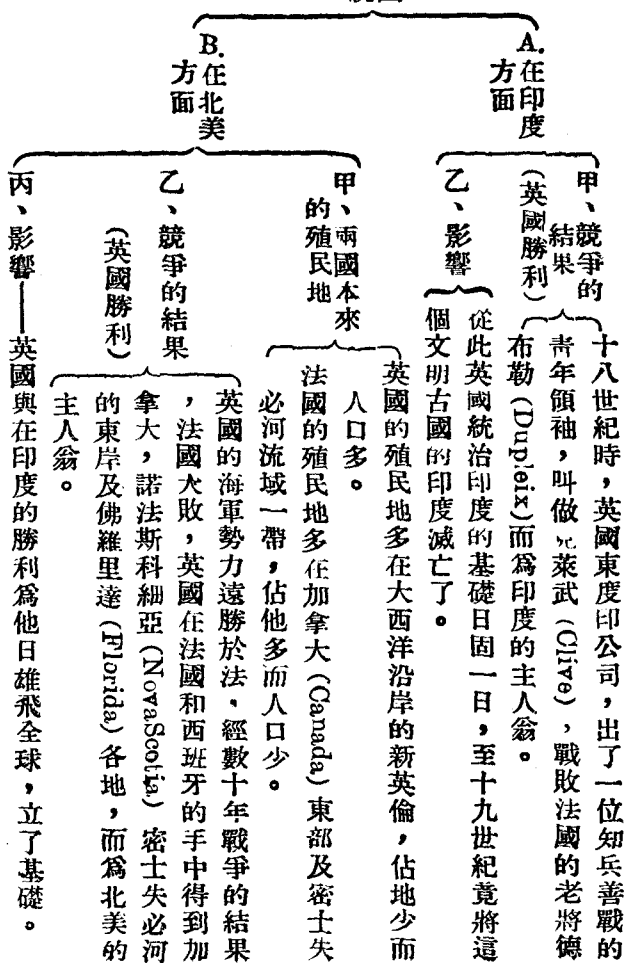 A.在印度
方面
甲、競爭的
結果
(英國勝利)
十八世紀時，英國東度印公司，出了一位知兵善戰的
青年領袖，叫做克萊武(Clive)，戰敗法國的老將德
布勒(Dupleix)而爲印度的主人翁。
乙、影響
從此英國統治印度的基礎日固一日，至十九世紀竟將這
個文明古國的印度滅亡了。
B.在北美
方面
甲、兩國本來
的殖民地
英國的殖民地多在大西洋沿岸的新英倫，佔地少而
人口多。
法國的殖民地多在加拿大(Canada)東部及密士失
必河流域一帶，佔他多而人口少。
乙、競爭的結果
(英國勝利)
英國的海軍勢力遠勝於法。經數十年戰爭的結果
，法國大敗，英國在法國和西班牙的手中得到加
拿大，諾法斯科細亞(NovaScotia)密士失必河
的東岸及佛羅里達(Florida)各地，而爲北美的
主人翁。
丙、影響——英國與在印度的勝利爲他日雄飛全球，立了基礎。